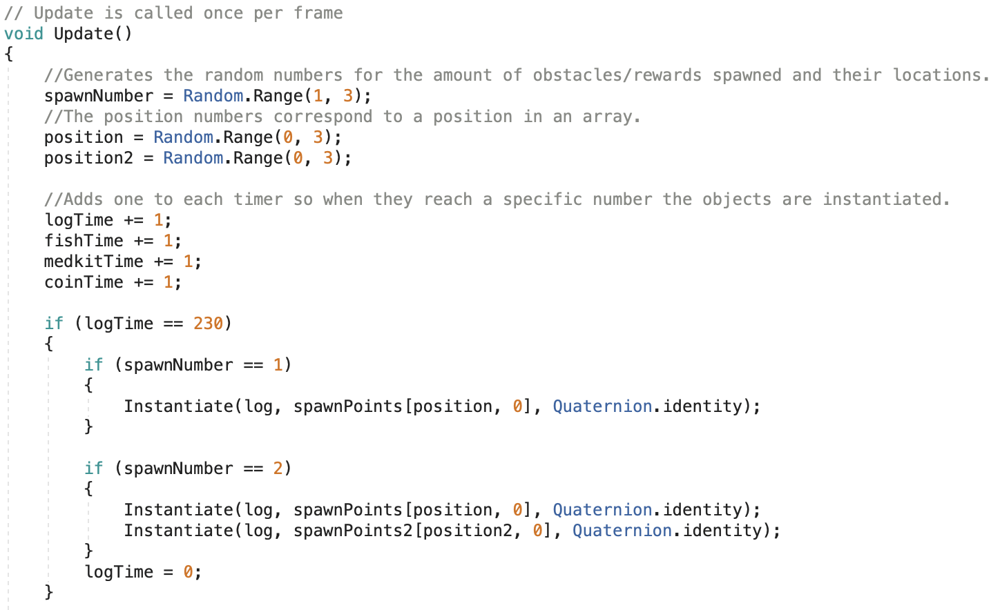 // Update is called once per frame
void Update()
{
    //Generates the random numbers for the amount of obstacles/rewards spawned and their locations.
    spawnNumber = Random.Range(1, 3);
    //The position numbers correspond to a position in an array.
    position = Random.Range(0, 3);
    position2 = Random.Range(0, 3);

    //Adds one to each timer so when they reach a specific number the objects are instantiated.
    logTime += 1;
    fishTime += 1;
    medkitTime += 1;
    coinTime += 1;

    if (logTime == 230)
    {
        if (spawnNumber == 1)
        {
            Instantiate(log, spawnPoints[position, 0], Quaternion.identity);
        }

        if (spawnNumber == 2)
        {
            Instantiate(log, spawnPoints[position, 0], Quaternion.identity);
            Instantiate(log, spawnPoints2[position2, 0], Quaternion.identity);
        }
        logTime = 0;
    }